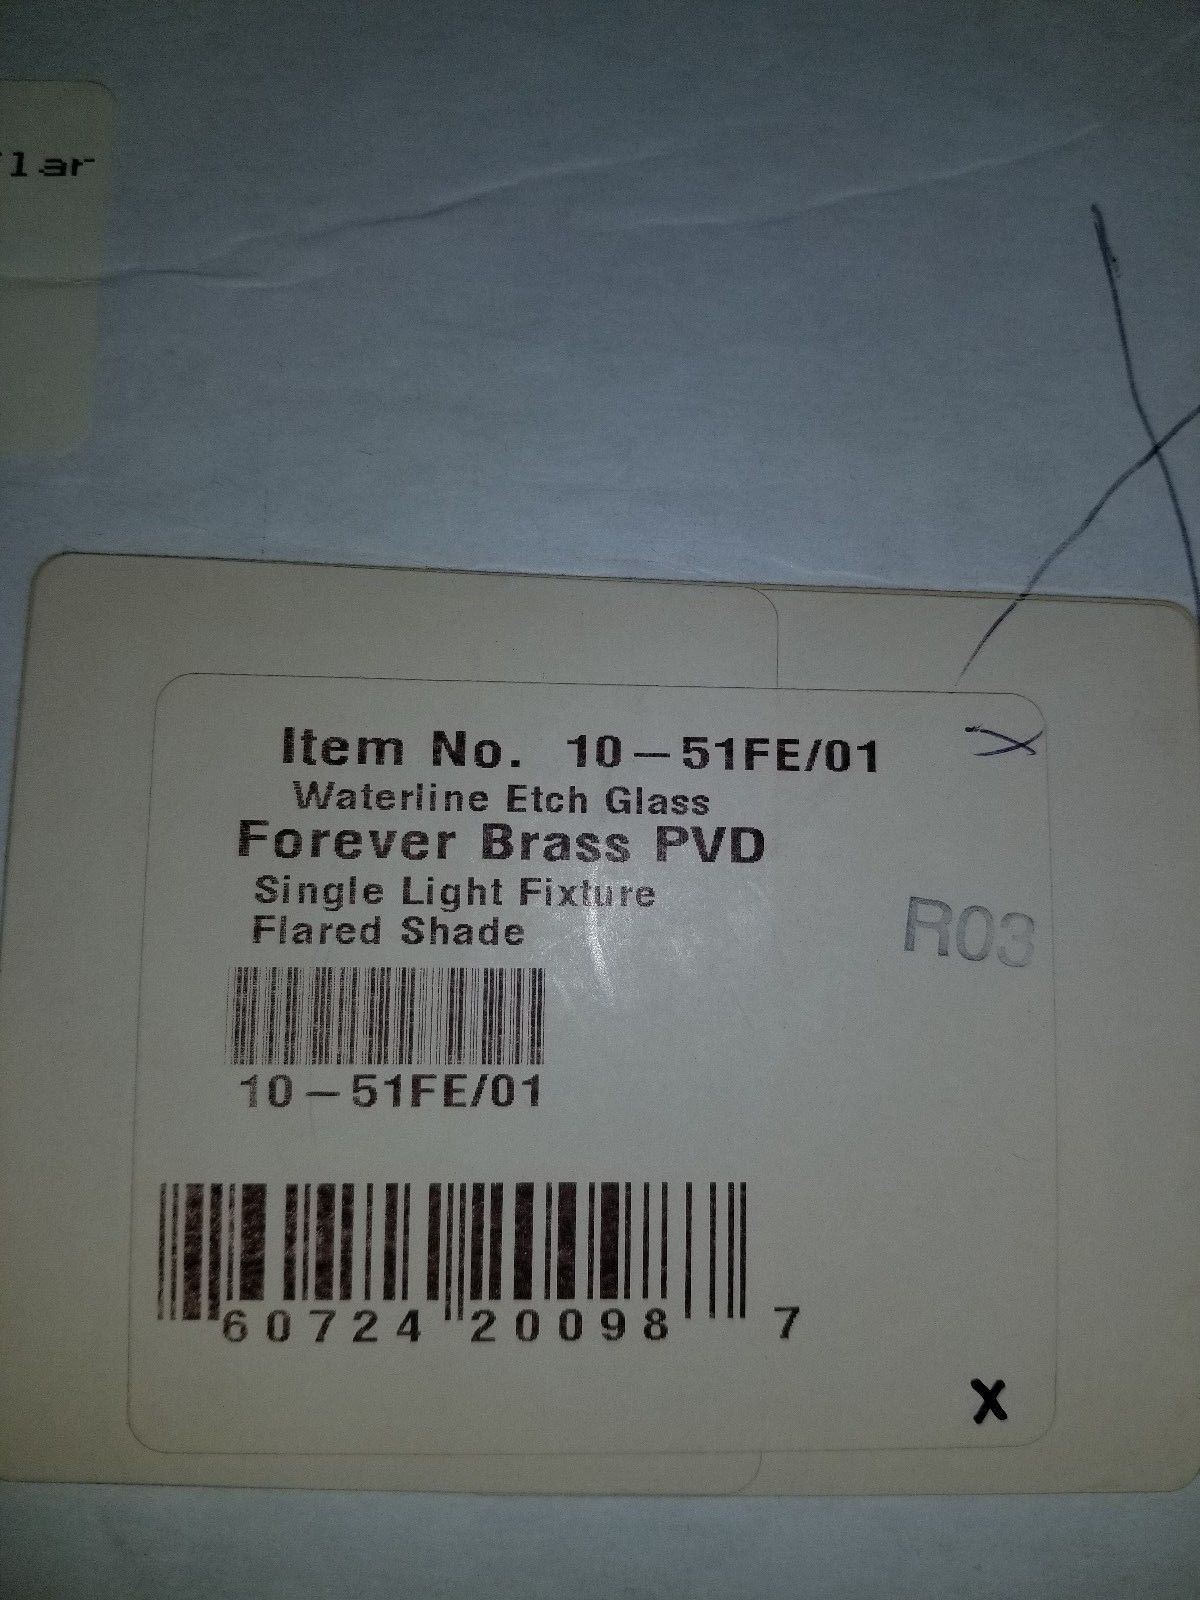 lar
Item No. 10-51FE/01
Waterline Etch Glass
Forever Brass PVD
Single Light Fixture
Flared Shade
R03
10-51FE/01
60724 20098 7
X